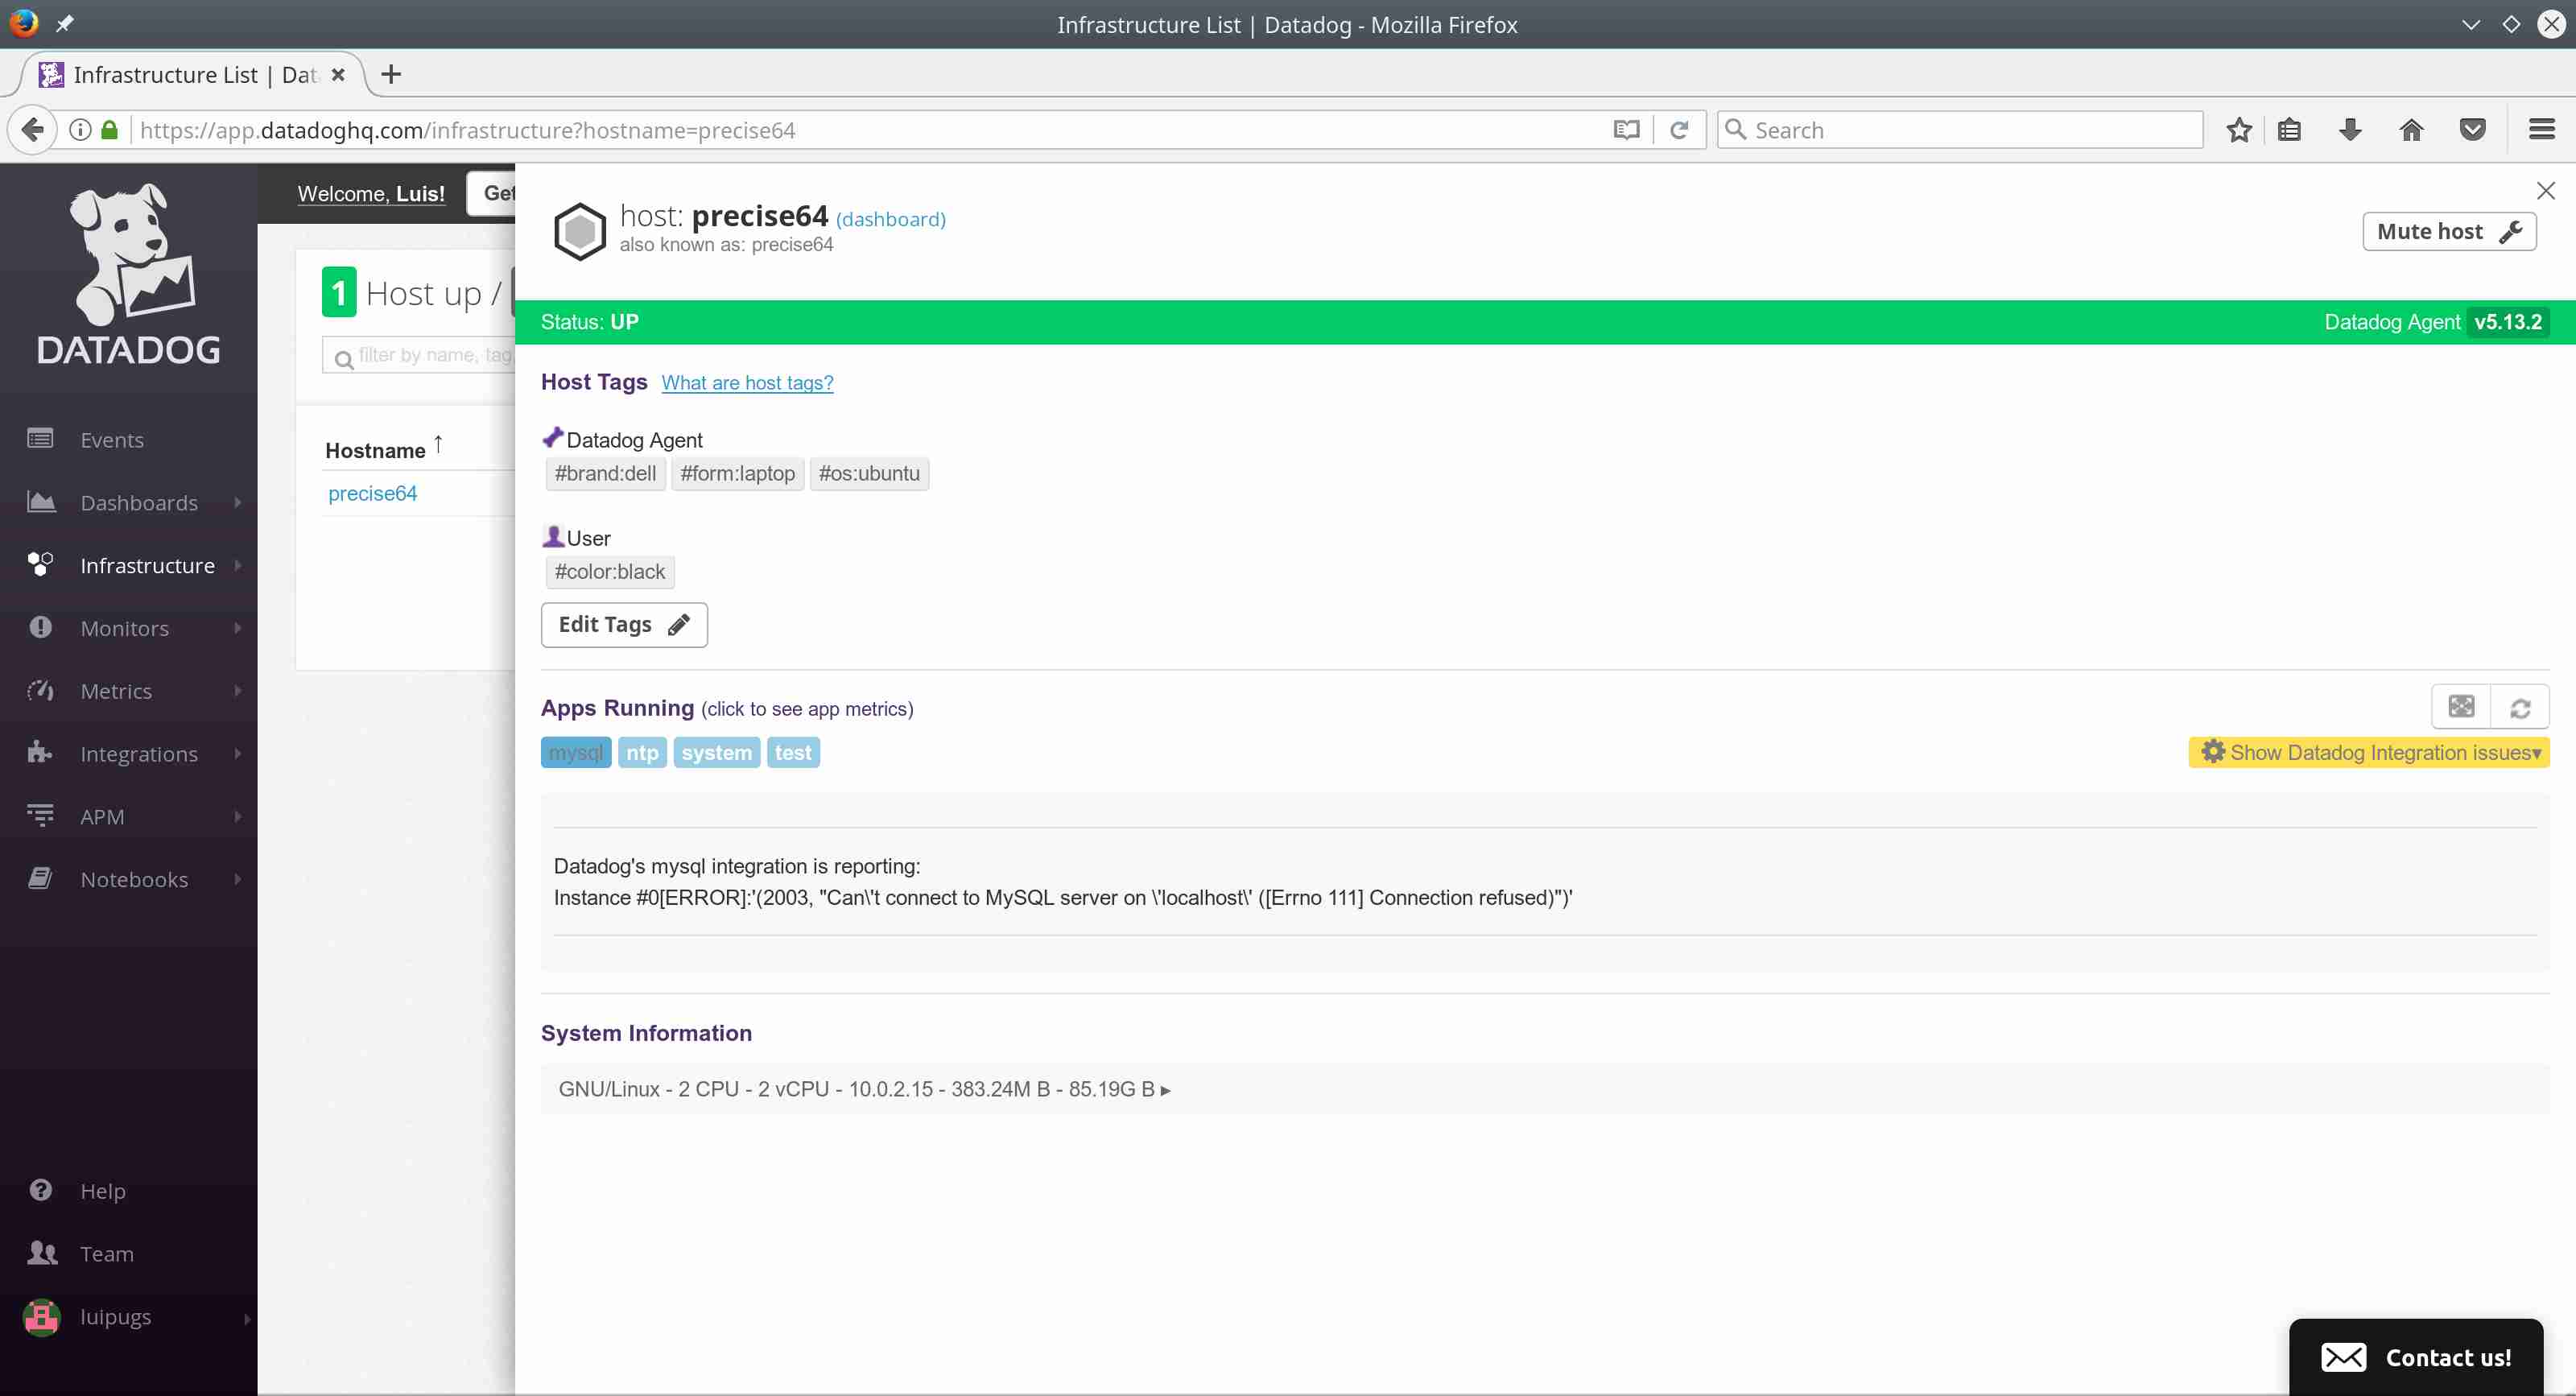 Infrastructure List | Datadog - Mozilla Firefox
Infrastructure List | Dat
https://app.datadoghq.com/infrastructure?hostname=precise64
Search
DATADOG
Events
Dashboards
Infrastructure
Monitors
Metrics
Integrations
APM
Notebooks
Help
Team
luipugs
Welcome, Luis!
Get
1 Host up /
filter by name, tag
Hostname ↑
precise64
host: precise64 (dashboard)
also known as: precise64
Mute host
Status: UP
Datadog Agent v5.13.2
Host Tags What are host tags?
Datadog Agent
#brand:dell #form:laptop #os:ubuntu
User
#color:black
Edit Tags
Apps Running (click to see app metrics)
mysql ntp system test
Show Datadog Integration issues▾
Datadog's mysql integration is reporting:
Instance #0[ERROR]:'(2003, "Can\'t connect to MySQL server on \'localhost\' ([Errno 111] Connection refused)")'
System Information
GNU/Linux - 2 CPU - 2 vCPU - 10.0.2.15 - 383.24M B - 85.19G B ▸
Contact us!